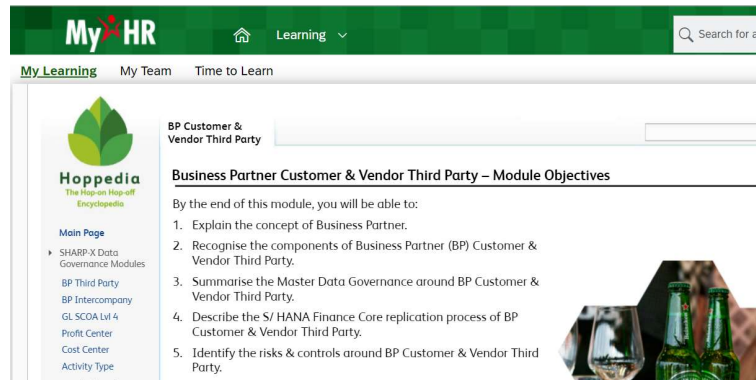 My HR
Learning
Search for a
My Learning My Team Time to Learn
BP Customer &
Vendor Third Party
Hoppedia
The Hop-on Hop-off
Encyclopedia
Main Page
SHARP-X Data
Governance Modules
BP Third Party
BP Intercompany
GL SCOA Lvl 4
Profit Center
Cost Center
Activity Type
Business Partner Customer & Vendor Third Party – Module Objectives
By the end of this module, you will be able to:
1. Explain the concept of Business Partner.
2. Recognise the components of Business Partner (BP) Customer &
Vendor Third Party.
3. Summarise the Master Data Governance around BP Customer &
Vendor Third Party.
4. Describe the S/ HANA Finance Core replication process of BP
Customer & Vendor Third Party.
5. Identify the risks & controls around BP Customer & Vendor Third
Party.